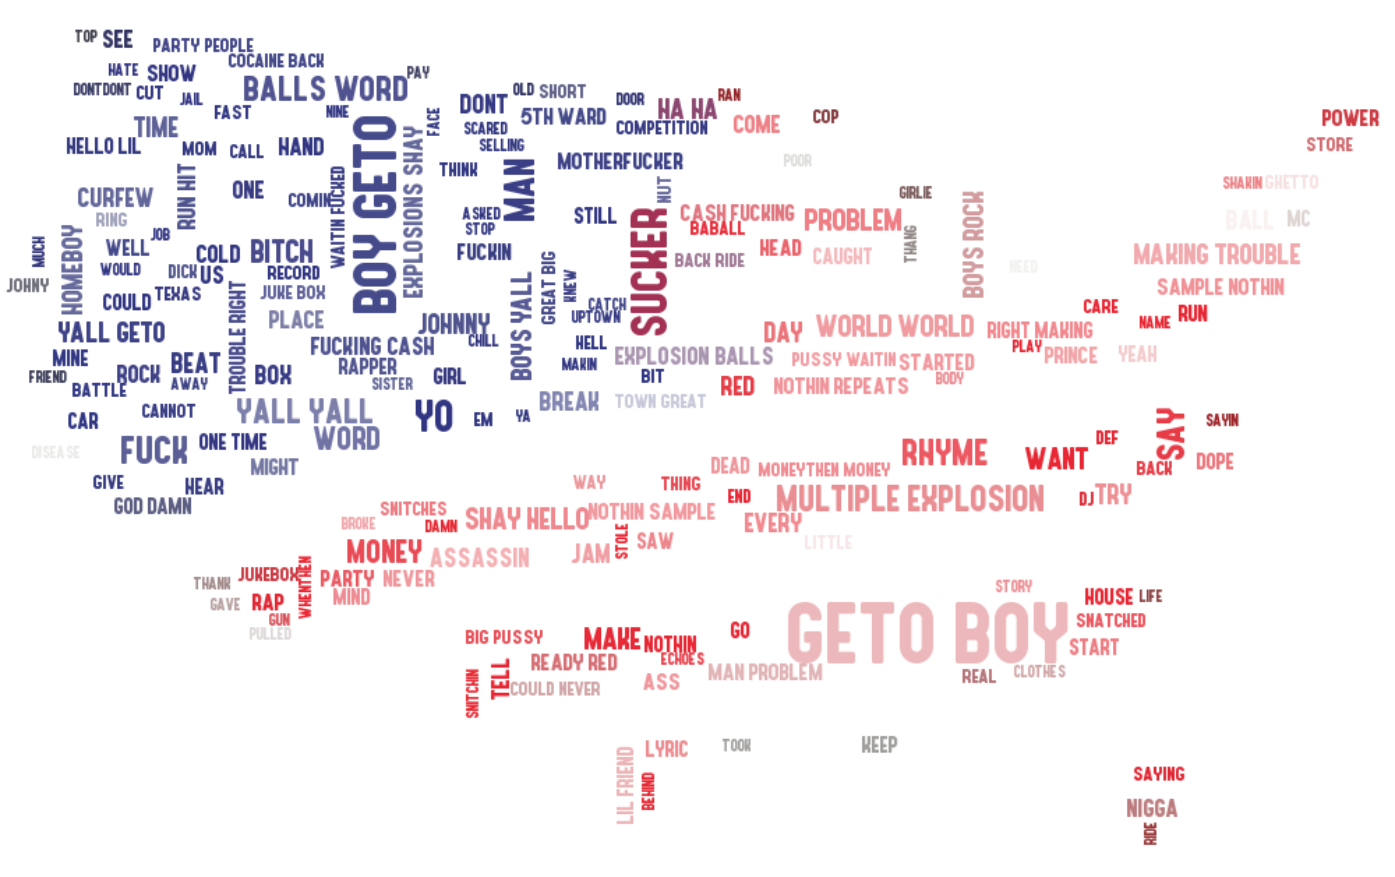 TOP SEE
PARTY PEOPLE
COCAINE BACK
HATE SHOW
PAY
DONTDONT CUT
JAIL
BALLS WORD
FAST
NINE
TIME
HELLO LIL
MOM CALL HAND
FACE
DONT
OLD SHORT
DOOR
HA HA
RAN
COP
POWER
5TH WARD
SCARED
COMPETITION
COME
STORE
SELLING
THINK
MOTHERFUCKER
POOR
BOY GETO
EXPLOSIONS SHAY
MAN
NUT
RUN HIT
CURFEW
ONE
COMIN
WAITIN FUCKED
RING
ASKED
STOP
STILL
SUCKER
CASH FUCKING
BABALL
PROBLEM
GIRLIE
THANG
BOYS ROCK
SHAKIN GHETTO
BALL MC
MUCH
HOMEBOY
WELL
JOB
COLD BITCH
FUCKIN
HEAD
CAUGHT
BACK RIDE
NEED
MAKING TROUBLE
WOULD
DICK US
RECORD
JOHNY
COULD
TEXAS
JUKE BOX
TROUBLE RIGHT
BOYS YALL
GREAT BIG
KNEW
CATCH
UPTOWN
SAMPLE NOTHIN
CARE
NAME RUN
YALL GETO
PLACE
JOHNNY
CHILL
HELL
DAY
WORLD WORLD
RIGHT MAKING
PLAY
PRINCE
YEAH
MINE
FUCKING CASH
EXPLOSION BALLS
PUSSY WAITIN
STARTED
FRIEND
ROCK
BEAT
RAPPER
MAKIN
BIT
BODY
BATTLE
AWAY
BOX
SISTER
GIRL
RED
NOTHIN REPEATS
CAR
CANNOT
YALL YALL
YO
EM
YA
BREAK
TOWN GREAT
SAY
SAYIN
DISEASE
FUCK
ONE TIME
WORD
RHYME
WANT
DEF
BACK
DOPE
MIGHT
DEAD
MONEYTHEN MONEY
GIVE
HEAR
WAY
THING
END
MULTIPLE EXPLOSION
DJ TRY
GOD DAMN
SNITCHES
BROKE
DAMN
SHAY HELLO
NOTHIN SAMPLE
EVERY
STOLE
SAW
LITTLE
MONEY
ASSASSIN
JAM
THANK
JUKEBOX
WHENTHEN
PARTY NEVER
STORY
GAVE
RAP
MIND
HOUSE
LIFE
GUN
PULLED
GETO BOY
SNATCHED
BIG PUSSY
MAKE
NOTHIN
GO
START
READY RED
ECHOES
SNITCHIN
TELL
COULD NEVER
ASS
MAN PROBLEM
REAL
CLOTHES
LIL FRIEND
LYRIC
TOOK
KEEP
BEHIND
SAYING
NIGGA
RIDE